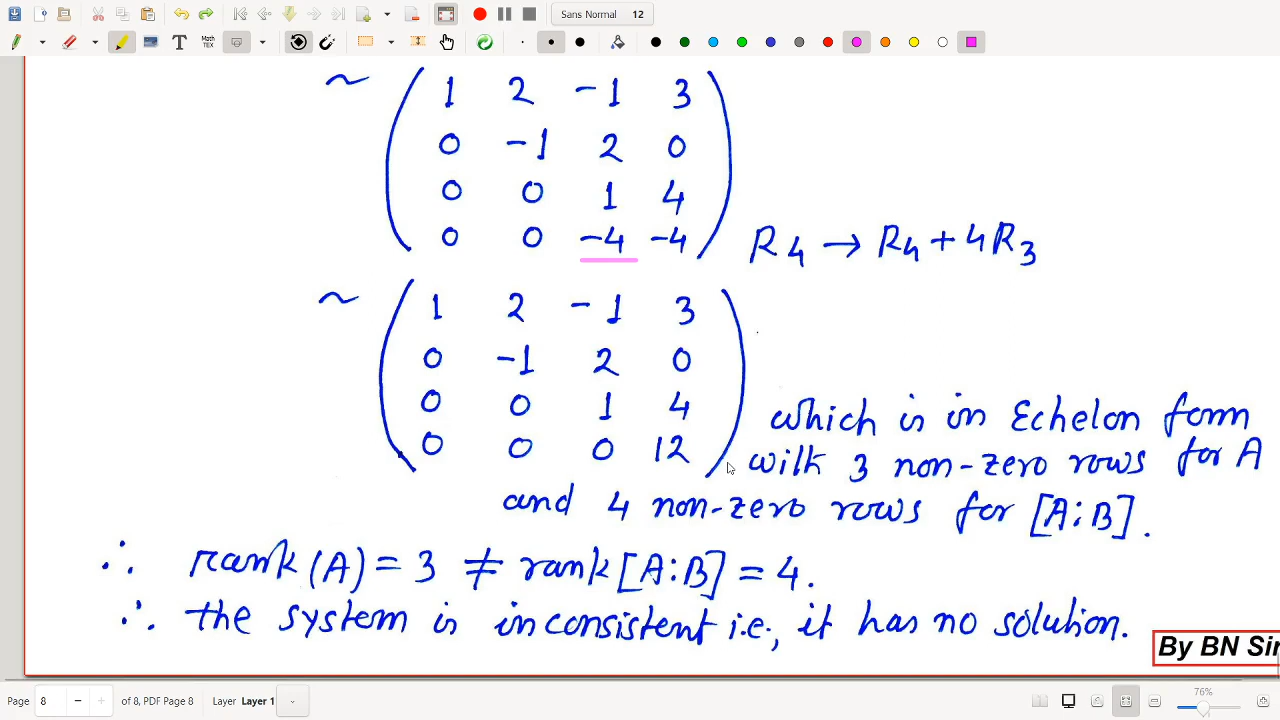 Sans Normal 12
T MATH TEX
~ ( 1 2 -1 3
0 -1 2 0
0 0 1 4
0 0 -4 -4 ) R4 → R4 + 4R3
~ ( 1 2 -1 3
0 -1 2 0
0 0 1 4
0 0 0 12 ) which is in Echelon form
with 3 non-zero rows for A
and 4 non-zero rows for [A:B].
∴ rank(A) = 3 ≠ rank[A:B] = 4.
∴ the system is inconsistent i.e., it has no solution.
By BN Sin
Page 8 − + of 8, PDF Page 8 Layer Layer 1 76%